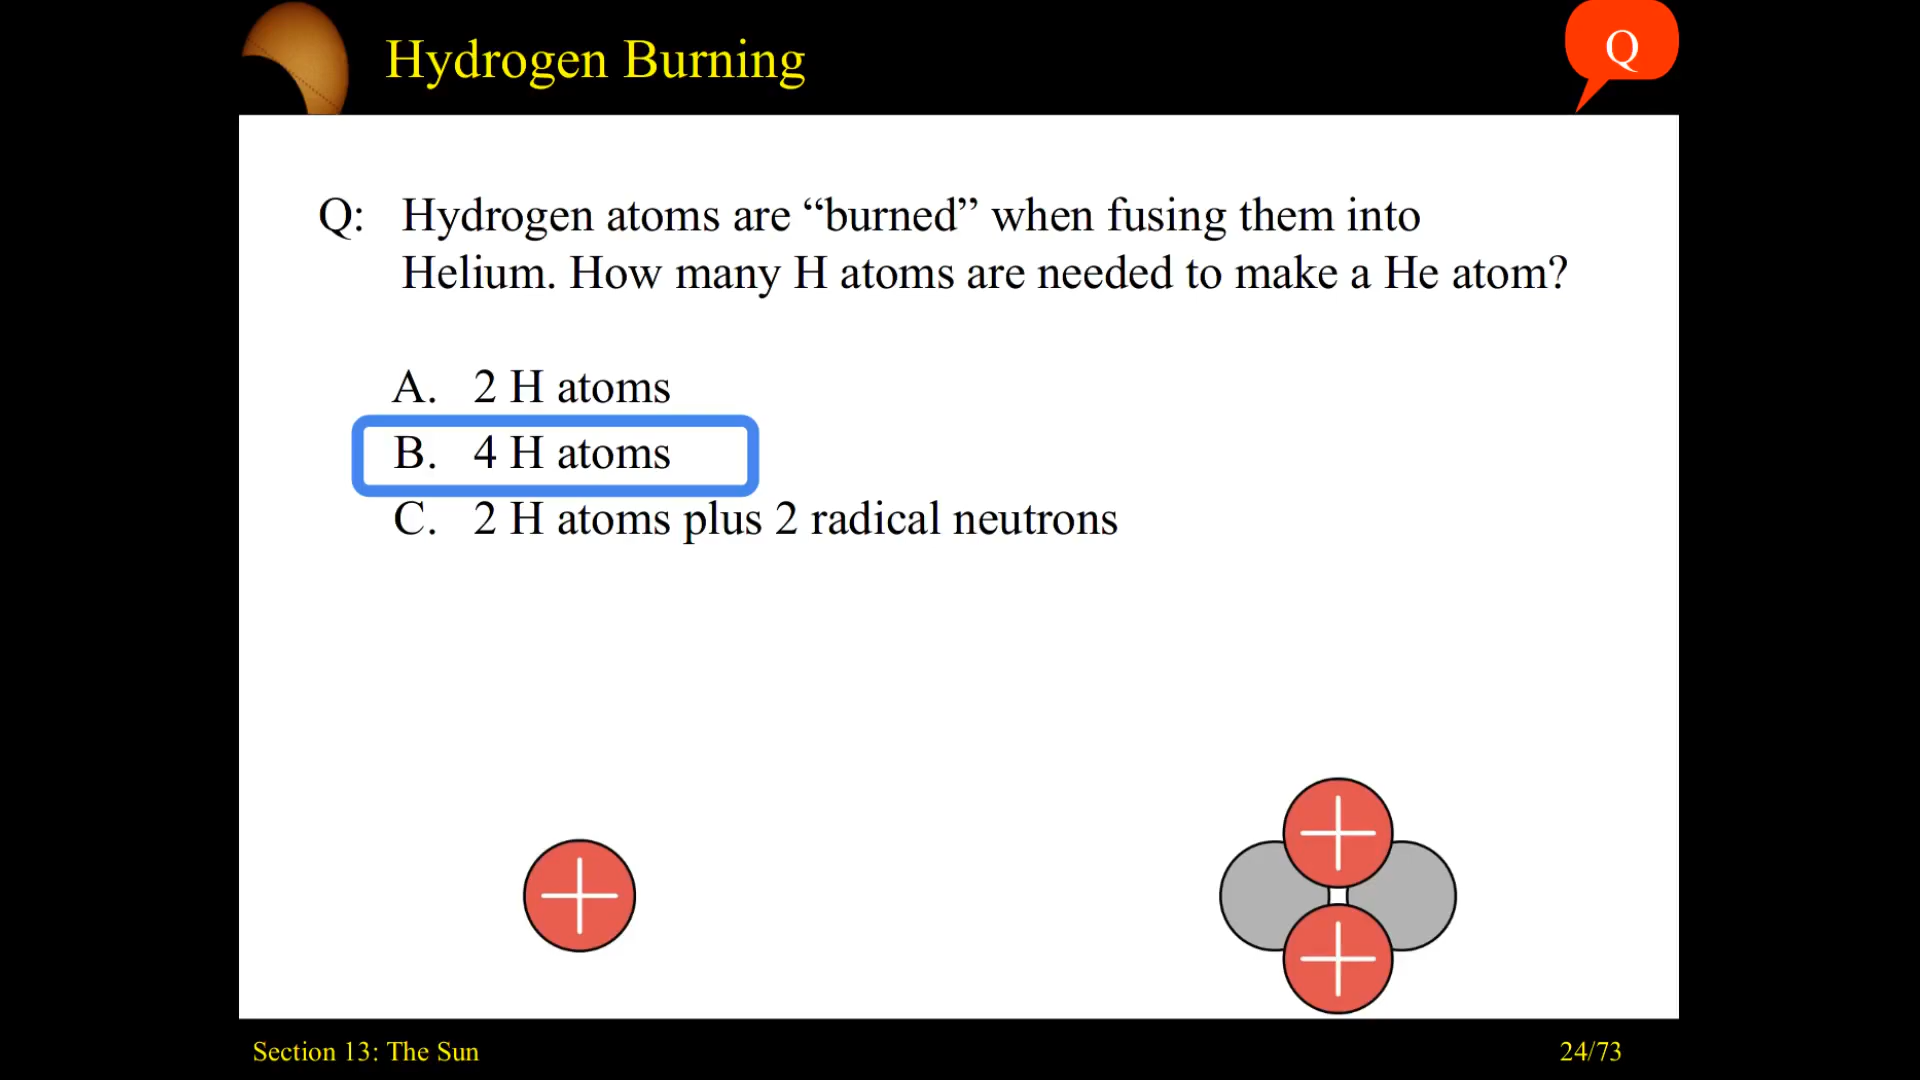 Hydrogen Burning
Q
Q: Hydrogen atoms are “burned” when fusing them into
Helium. How many H atoms are needed to make a He atom?
A. 2 H atoms
B. 4 H atoms
C. 2 H atoms plus 2 radical neutrons
Section 13: The Sun
24/73